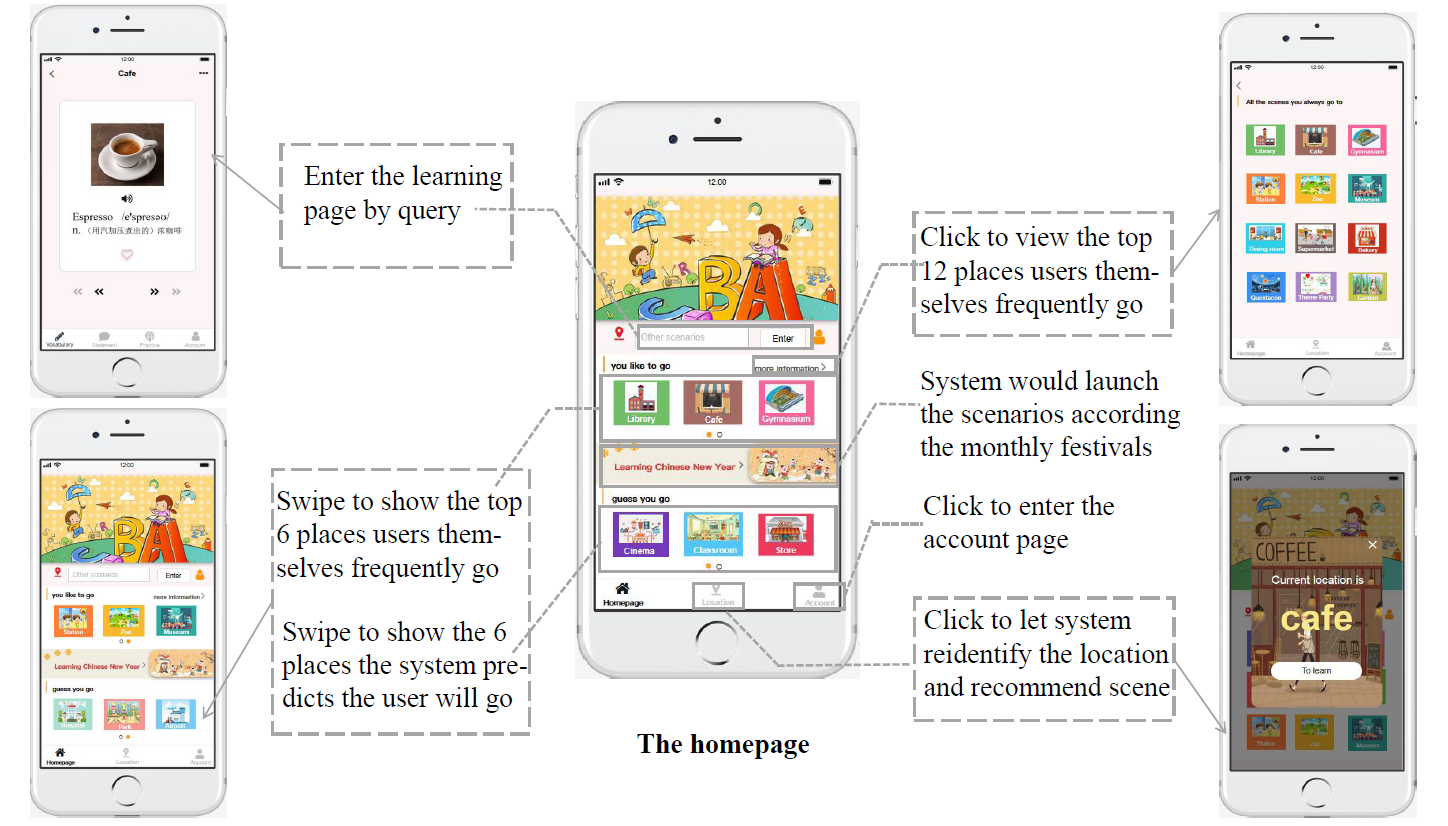 12:00
Cafe
Espresso /e'spresəu/
n. （用汽加压煮出的）浓咖啡
Vocabulary
Statement
Practice
Account
Enter the learning
page by query
12:00
Other scenarios
Enter
you like to go
more information
Station
Zoo
Museum
Learning Chinese New Year
guess you go
Hospital
Park
Airport
Homepage
Location
Account
Swipe to show the top
6 places users them-
selves frequently go
Swipe to show the 6
places the system pre-
dicts the user will go
12:00
ABC
Other scenarios
Enter
you like to go
more information
Library
Cafe
Gymnasium
Learning Chinese New Year
guess you go
Cinema
Classroom
Store
Homepage
Location
Account
The homepage
Click to view the top
12 places users them-
selves frequently go
System would launch
the scenarios according
the monthly festivals
Click to enter the
account page
Click to let system
reidentify the location
and recommend scene
12:00
All the scenes you always go to
Library
Cafe
Gymnasium
Station
Zoo
Museum
Dining room
Supermarket
Bakery
Questacon
Theme Party
Garden
Homepage
Location
Account
12:00
COFFEE
Current location is
cafe
To learn
Station
Zoo
Museum